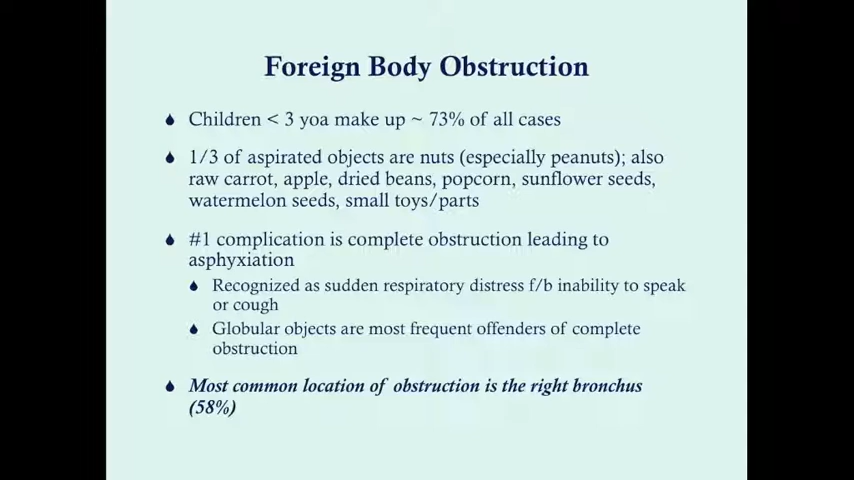 Foreign Body Obstruction
Children < 3 yoa make up ~ 73% of all cases
1/3 of aspirated objects are nuts (especially peanuts); also
raw carrot, apple, dried beans, popcorn, sunflower seeds,
watermelon seeds, small toys/parts
#1 complication is complete obstruction leading to
asphyxiation
Recognized as sudden respiratory distress f/b inability to speak
or cough
Globular objects are most frequent offenders of complete
obstruction
Most common location of obstruction is the right bronchus
(58%)